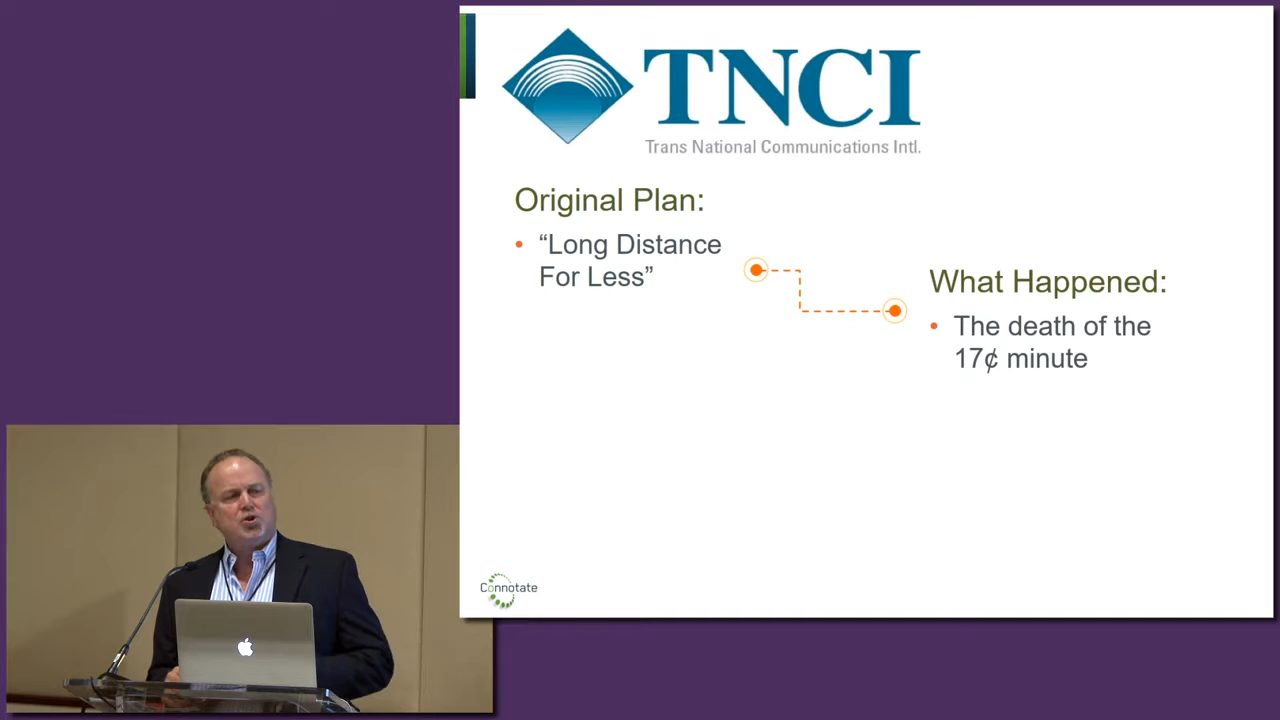 TNCI
Trans National Communications Intl.
Original Plan:
• “Long Distance
For Less”
What Happened:
• The death of the
17¢ minute
Connotate